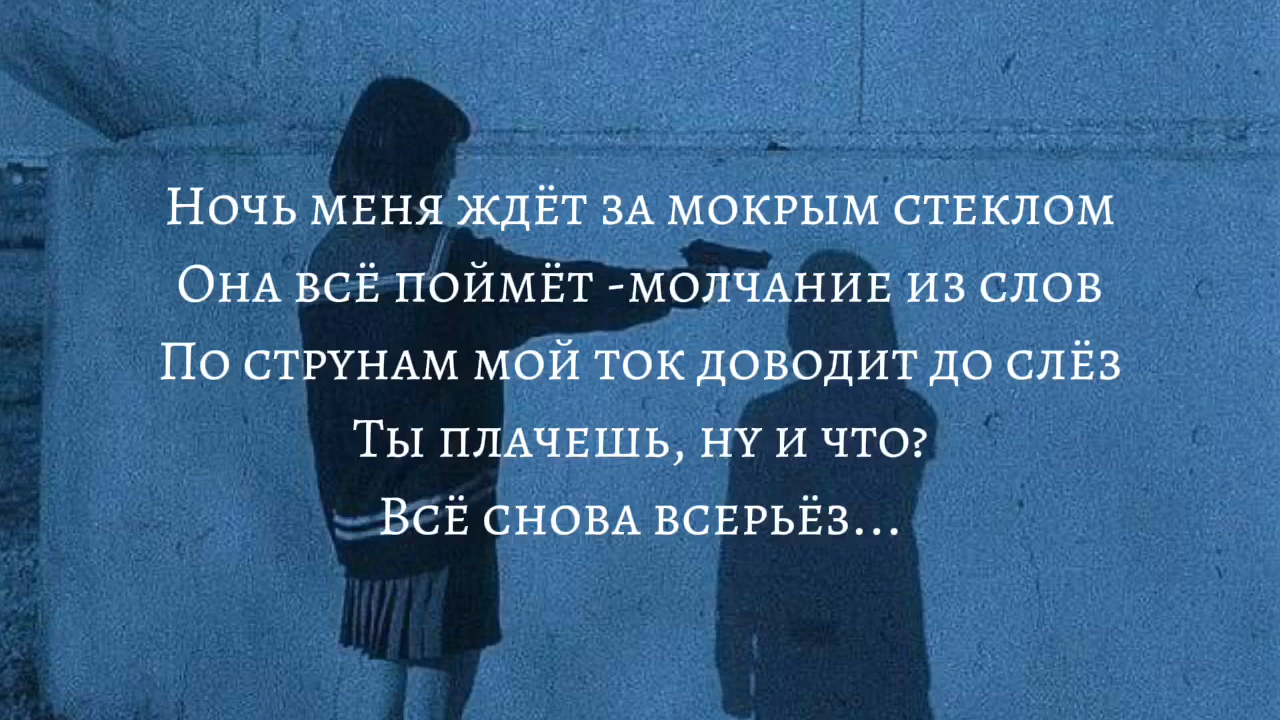 Ночь меня ждёт за мокрым стеклом
Она всё поймёт -молчание из слов
По струнам мой ток доводит до слёз
Ты плачешь, ну и что?
Всё снова всерьёз...